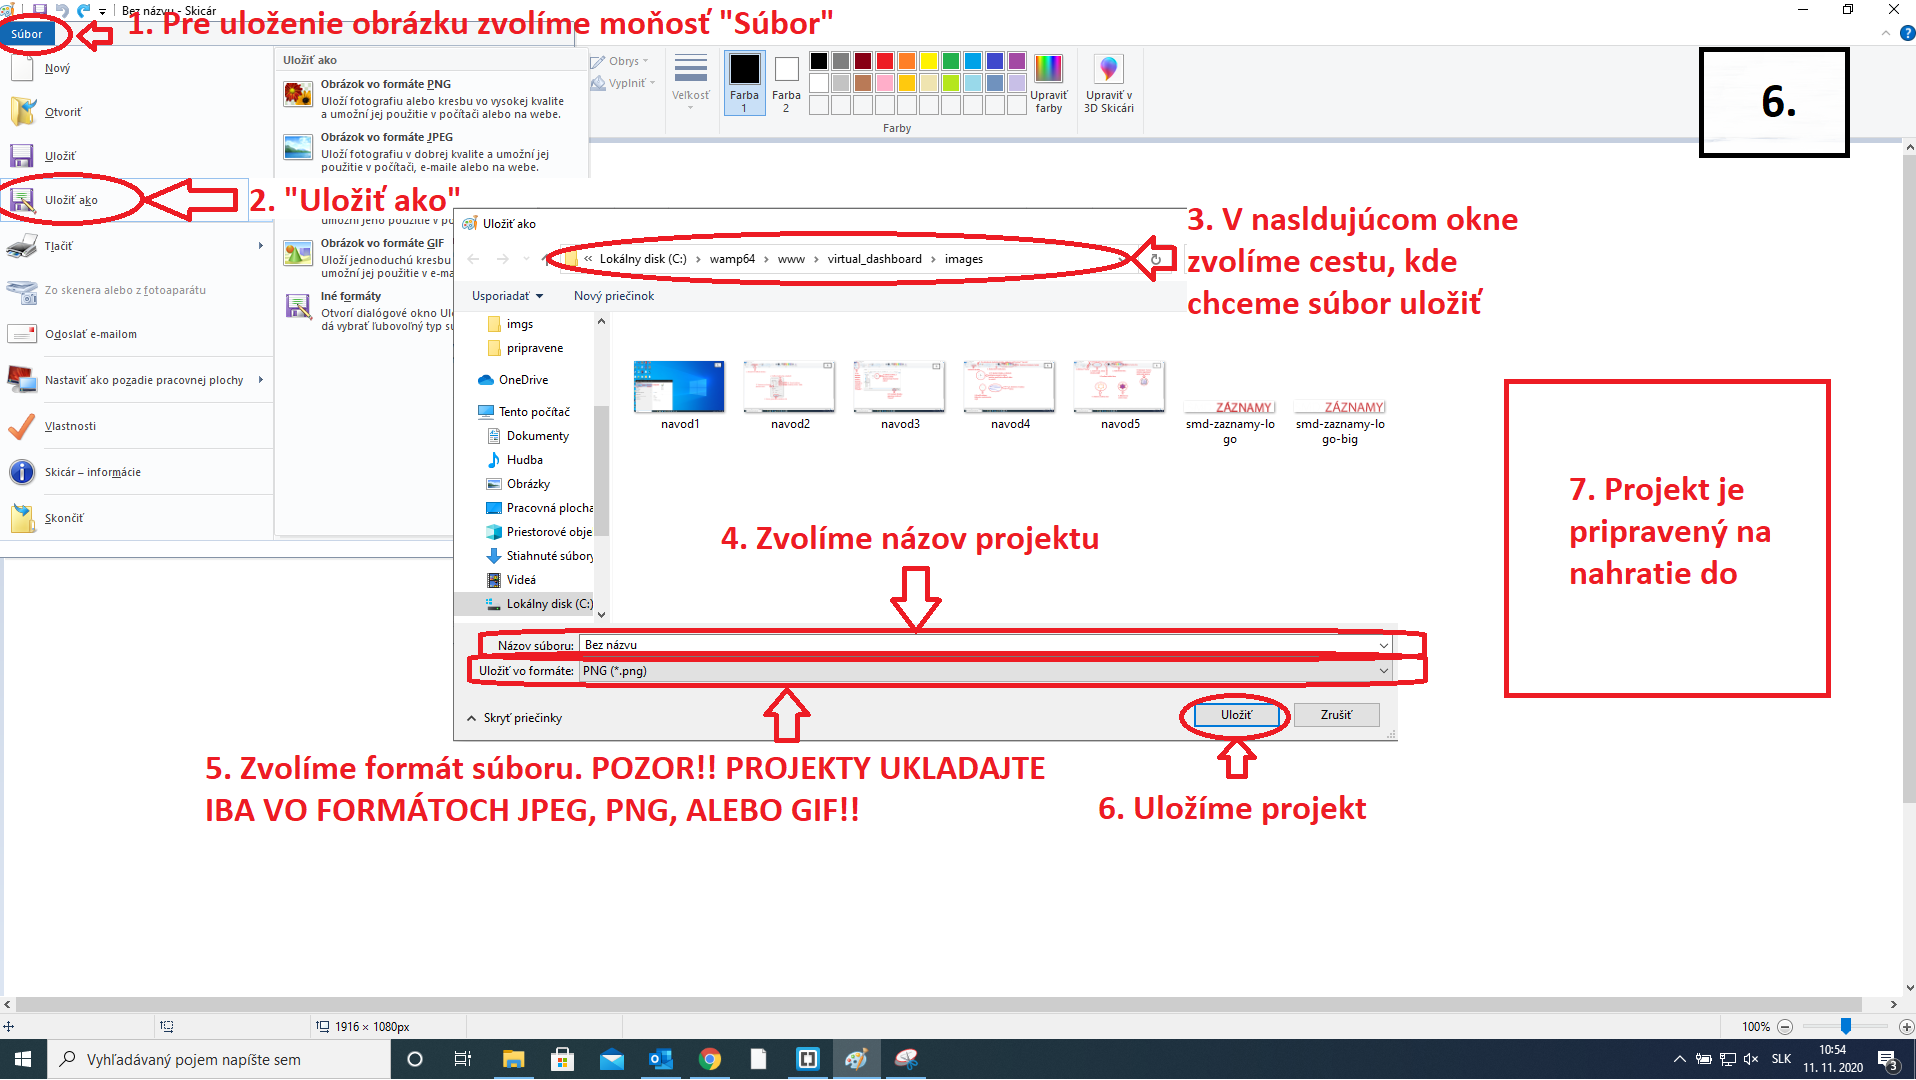 Bez názvu - Skicár
1. Pre uloženie obrázku zvolíme moňosť "Súbor"
Súbor
Nový
Otvoriť
Uložiť
Uložiť ako
Tlačiť
Zo skenera alebo z fotoaparátu
Odoslať e-mailom
Nastaviť ako pozadie pracovnej plochy
Vlastnosti
Skicár – informácie
Skončiť
Uložiť ako
Obrázok vo formáte PNG
Uloží fotografiu alebo kresbu vo vysokej kvalite
a umožní jej použitie v počítači alebo na webe.
Obrázok vo formáte JPEG
Uloží fotografiu v dobrej kvalite a umožní jej
použitie v počítači, e-maile alebo na webe.
2. "Uložiť ako"
umožní jeho použitie v po
Obrázok vo formáte GIF
Uloží jednoduchú kresbu
umožní jej použitie v e-ma
Iné formáty
Otvorí dialógové okno Ul
dá vybrať ľubovoľný typ s
Obrys
Vyplniť
Veľkosť
Farba
1
Farba
2
Upraviť
farby
Upraviť v
3D Skicári
Farby
6.
Uložiť ako
« Lokálny disk (C:) › wamp64 › www › virtual_dashboard › images
3. V nasldujúcom okne
zvolíme cestu, kde
chceme súbor uložiť
Usporiadať
Nový priečinok
imgs
pripravene
OneDrive
Tento počítač
Dokumenty
Hudba
Obrázky
Pracovná plocha
Priestorové obje
Stiahnuté súbory
Videá
Lokálny disk (C:)
navod1
navod2
navod3
navod4
navod5
ZÁZNAMY
smd-zaznamy-lo
go
ZÁZNAMY
smd-zaznamy-lo
go-big
4. Zvolíme názov projektu
Názov súboru: Bez názvu
Uložiť vo formáte: PNG (*.png)
Skryť priečinky
Uložiť
Zrušiť
5. Zvolíme formát súboru. POZOR!! PROJEKTY UKLADAJTE
IBA VO FORMÁTOCH JPEG, PNG, ALEBO GIF!!
6. Uložíme projekt
7. Projekt je
pripravený na
nahratie do
1916 × 1080px
100%
Vyhľadávaný pojem napíšte sem
SLK
10:54
11. 11. 2020
3